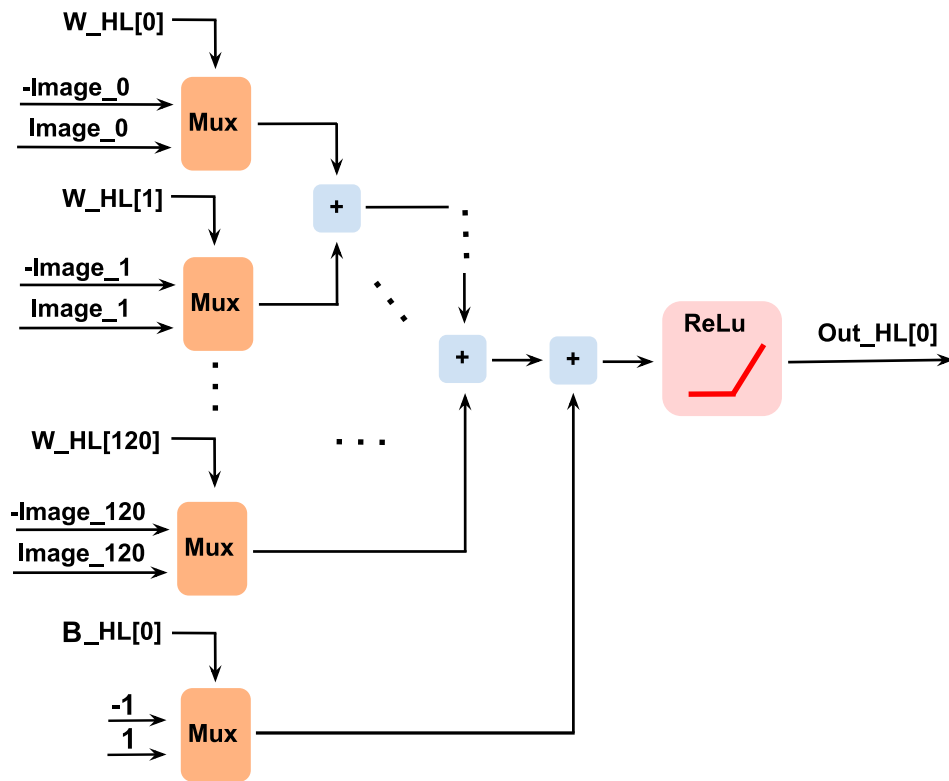 W_HL[0]
-Image_0
Image_0
Mux
W_HL[1]
+
-Image_1
Image_1
Mux
ReLu
Out_HL[0]
+
+
W_HL[120]
-Image_120
Image_120
Mux
B_HL[0]
-1
1
Mux